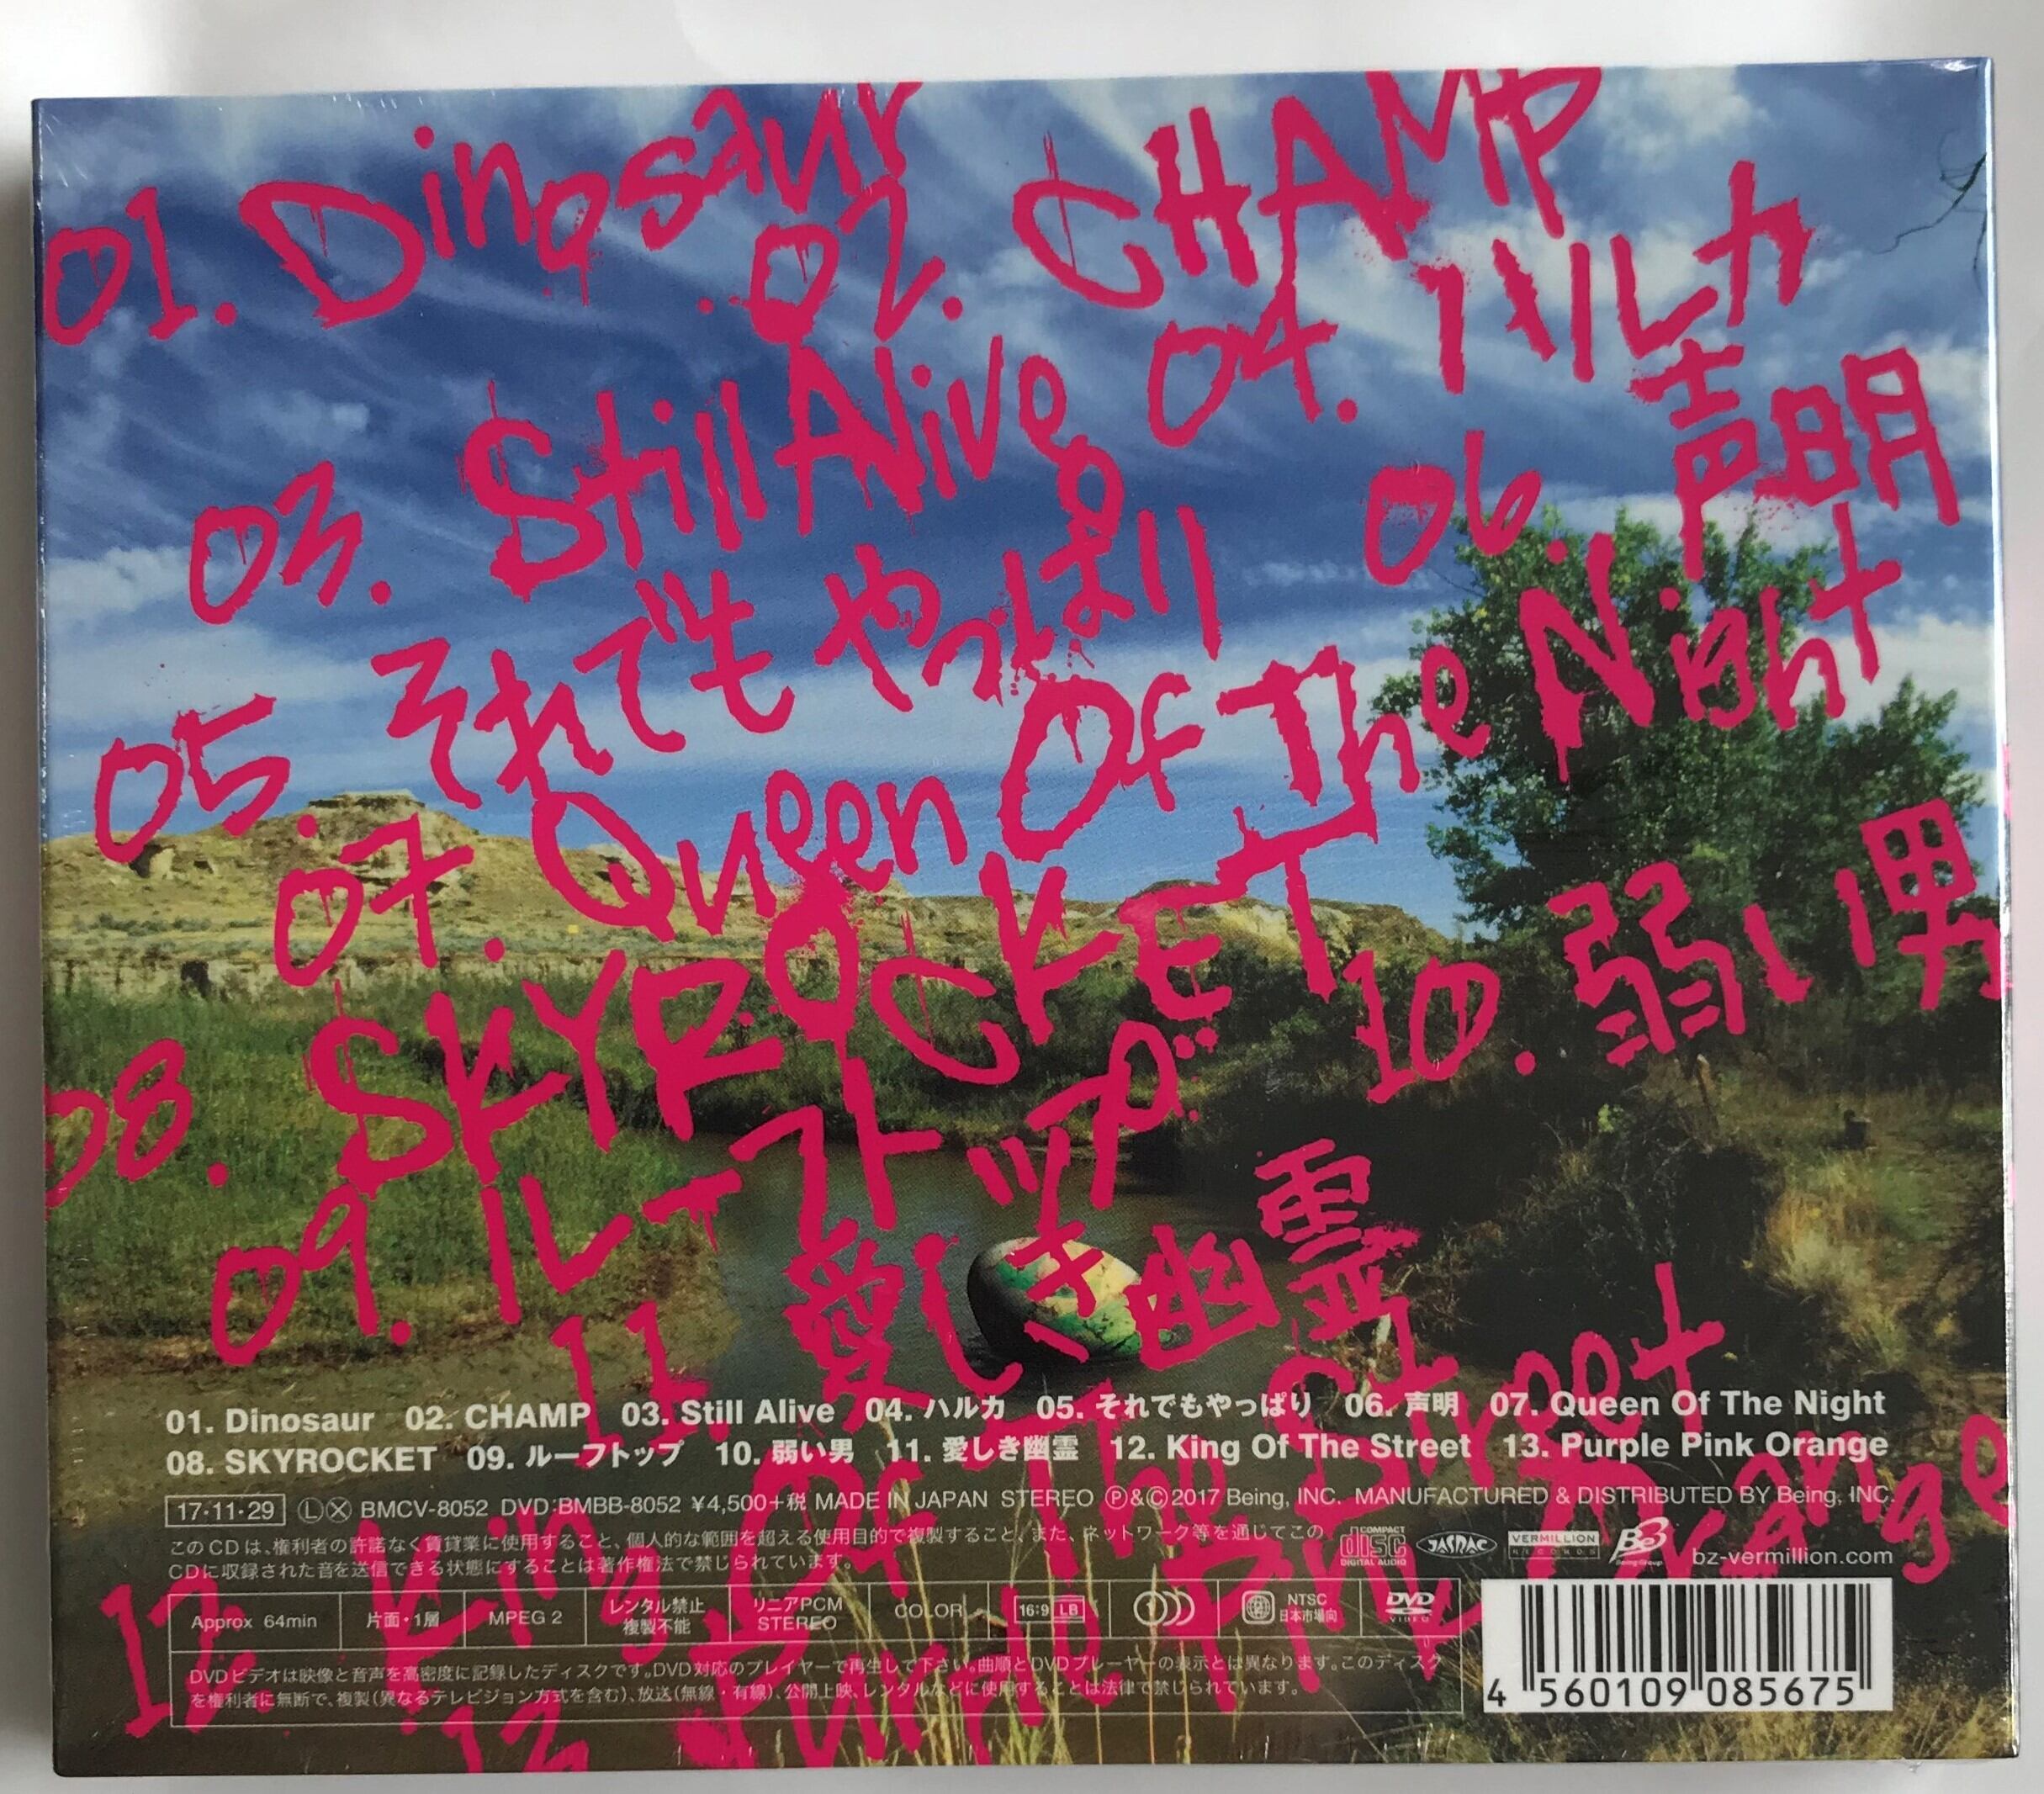 01. Dinosaur
02. CHAMP
03. Still Alive
04. ハルカ
05. それでもやっぱり
06. 声明
07. Queen Of The Night
08. SKYROCKET
09. ルーフトップ
10. 弱い男
11. 愛しき幽霊
12. King Of The Street
13. Purple Pink Orange
01. Dinosaur 02. CHAMP 03. Still Alive 04. ハルカ 05. それでもやっぱり 06. 声明 07. Queen Of The Night
08. SKYROCKET 09. ルーフトップ 10. 弱い男 11. 愛しき幽霊 12. King Of The Street 13. Purple Pink Orange
17・11・29 Ⓛ Ⓧ BMCV-8052 DVD:BMBB-8052 ¥4,500+税 MADE IN JAPAN STEREO Ⓟ&Ⓒ2017 Being, INC. MANUFACTURED & DISTRIBUTED BY Being, INC.
このCDは、権利者の許諾なく賃貸業に使用すること、個人的な範囲を超える使用目的で複製すること、また、ネットワーク等を通じてこの
CDに収録された音を送信できる状態にすることは著作権法で禁じられています。
COMPACT disc DIGITAL AUDIO JASRAC VERMILLION RECORDS Being Group bz-vermillion.com
Approx 64min 片面・1層 MPEG 2 レンタル禁止 複製不能 リニアPCM STEREO COLOR 16:9 LB NTSC 日本市場向 DVD VIDEO
DVDビデオは映像と音声を高密度に記録したディスクです。DVD対応のプレイヤーで再生して下さい。曲順とDVDプレーヤーの表示とは異なります。このディスク
を権利者に無断で、複製(異なるテレビジョン方式を含む)、放送(無線・有線)、公開上映、レンタルなどに使用することは法律で禁じられています。
4 560109 085675